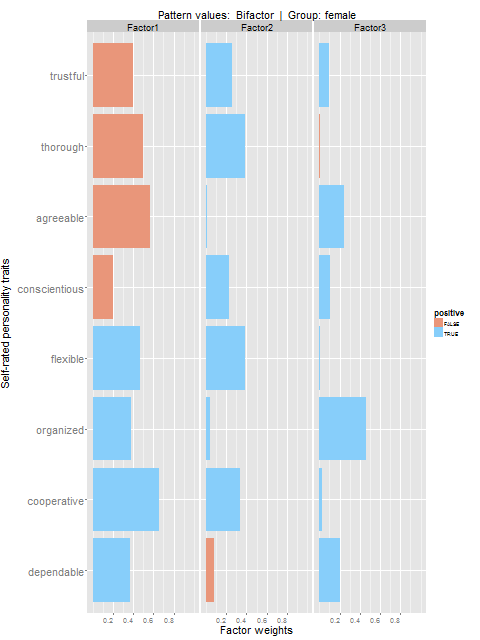 Pattern values: Bifactor | Group: female
Factor1 Factor2 Factor3
Self-rated personality traits
trustful
thorough
agreeable
conscientious
flexible
organized
cooperative
dependable
0.2 0.4 0.6 0.8 0.2 0.4 0.6 0.8 0.2 0.4 0.6 0.8
Factor weights
positive
FALSE
TRUE